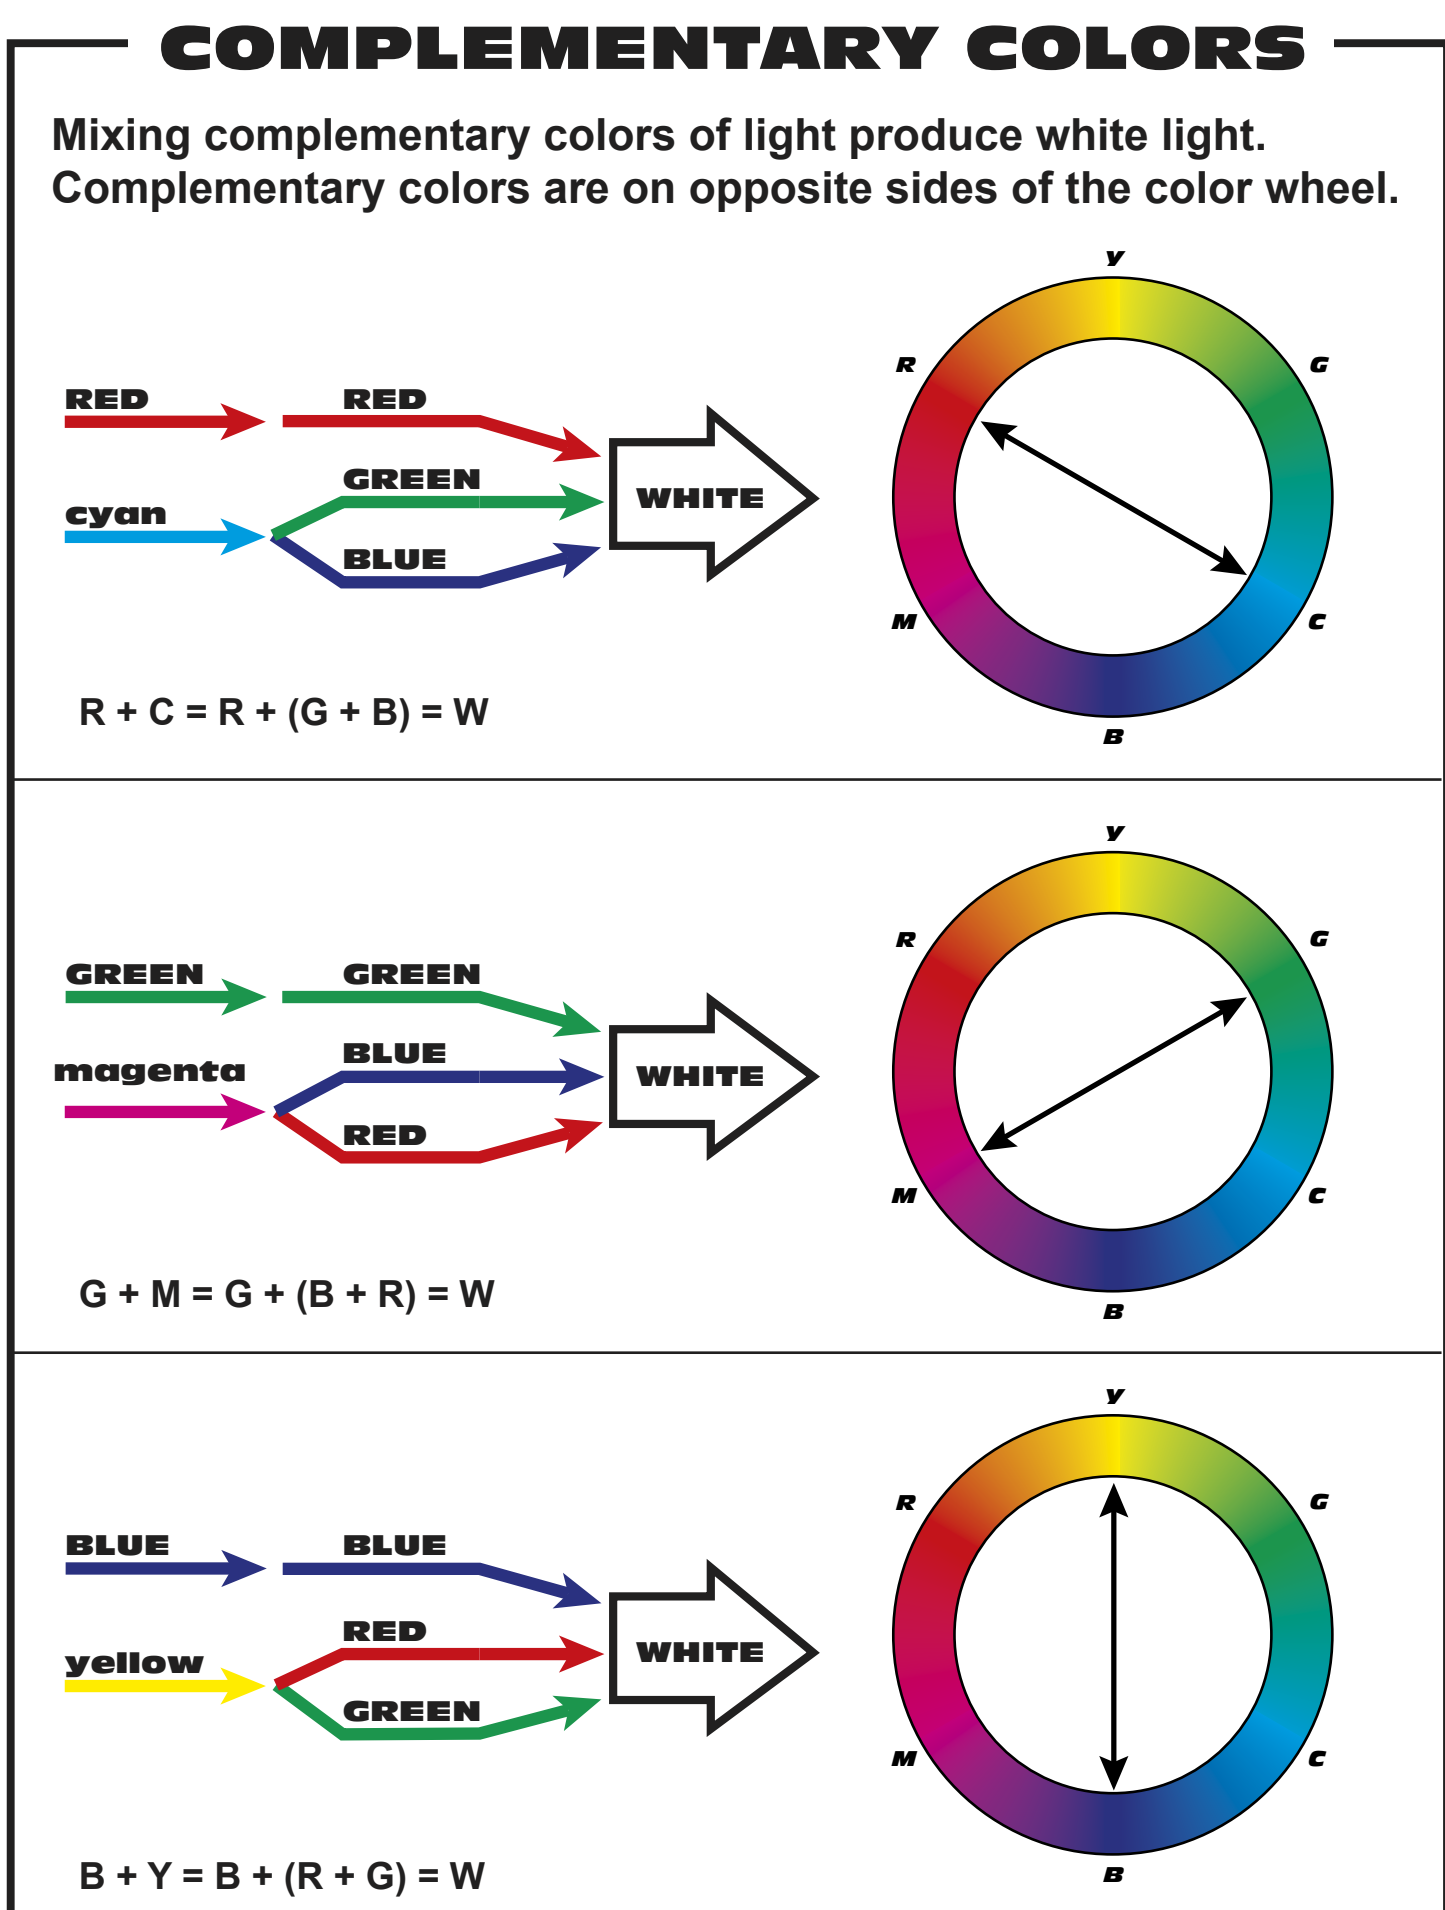 COMPLEMENTARY COLORS
Mixing complementary colors of light produce white light.
Complementary colors are on opposite sides of the color wheel.
RED
RED
GREEN
cyan
BLUE
WHITE
R + C = R + (G + B) = W
Y
R
G
M
C
B
GREEN
GREEN
magenta
BLUE
RED
WHITE
G + M = G + (B + R) = W
Y
R
G
M
C
B
BLUE
BLUE
yellow
RED
GREEN
WHITE
B + Y = B + (R + G) = W
Y
R
G
M
C
B